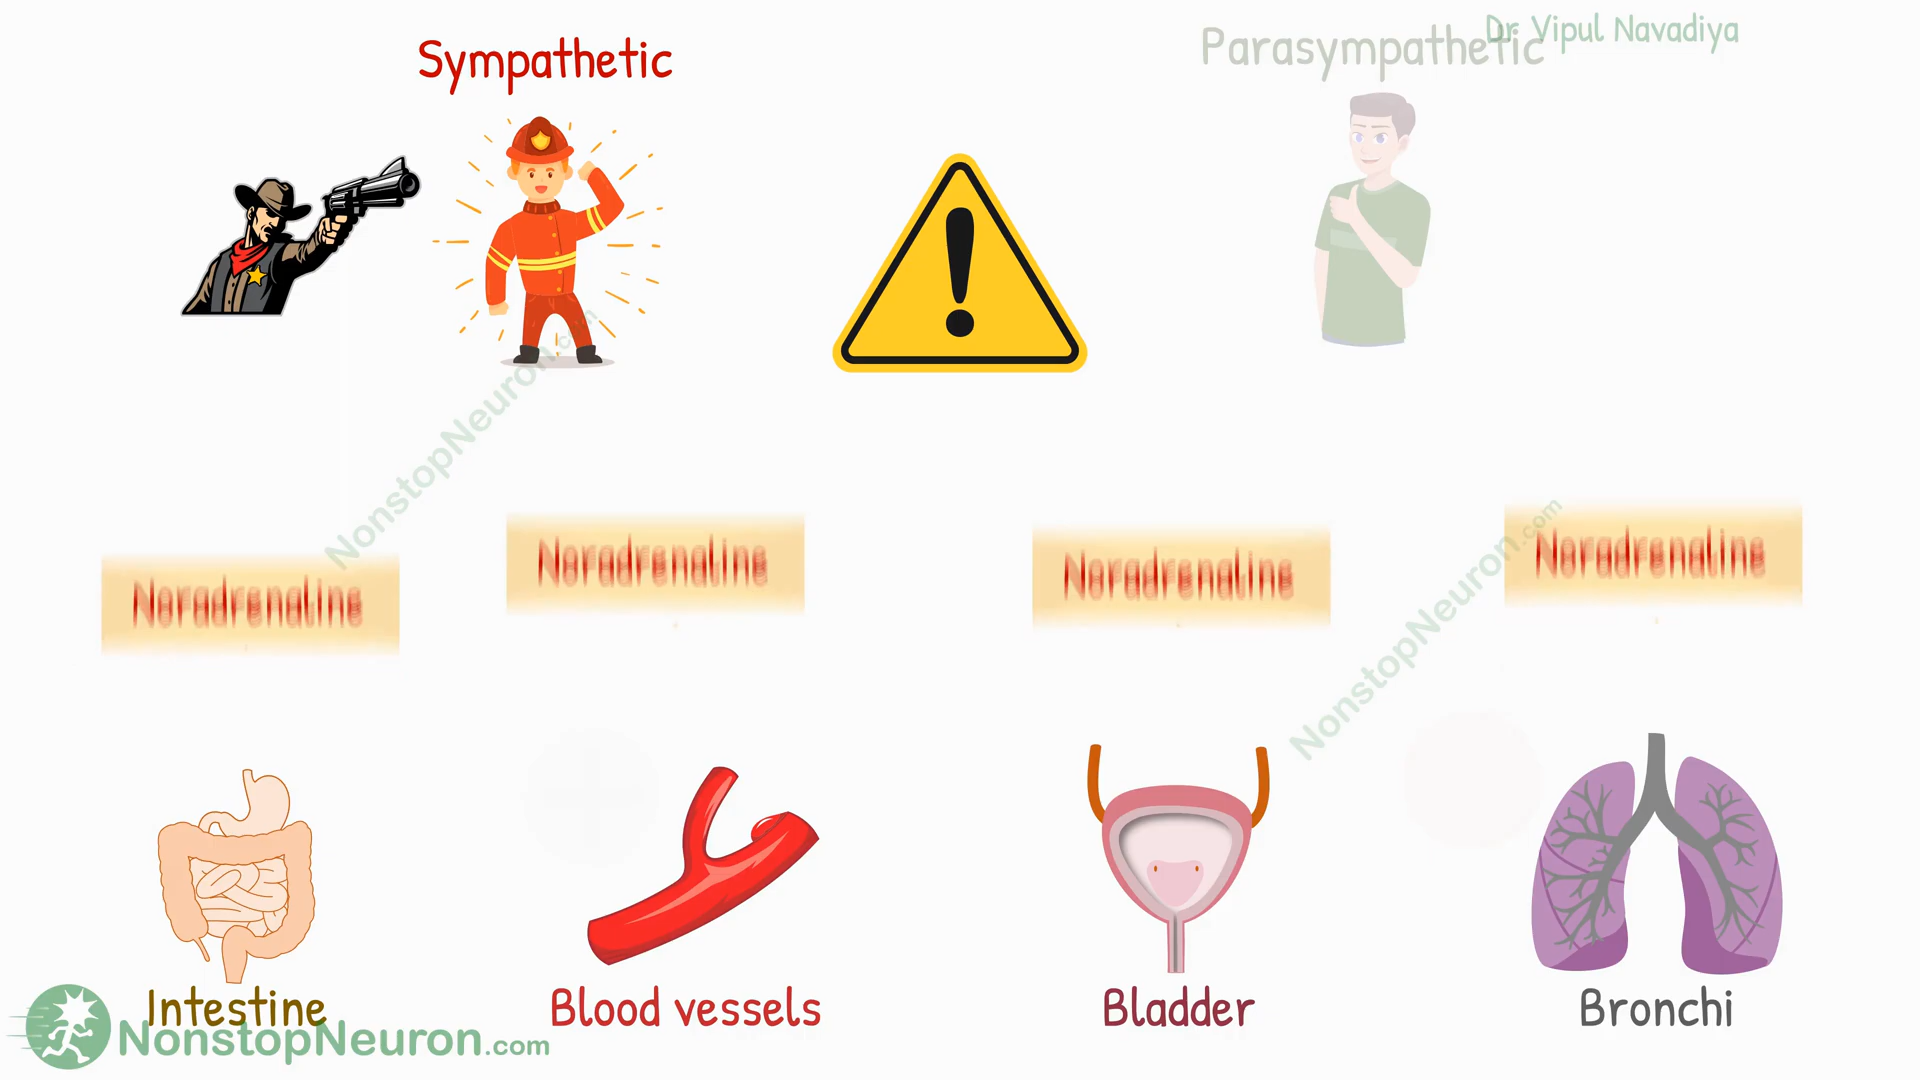 Sympathetic
Parasympathetic
Dr. Vipul Navadiya
NonstopNeuron.com
NonstopNeuron.com
Noradrenaline
Noradrenaline
Noradrenaline
Noradrenaline
Intestine
Blood vessels
Bladder
Bronchi
NonstopNeuron.com